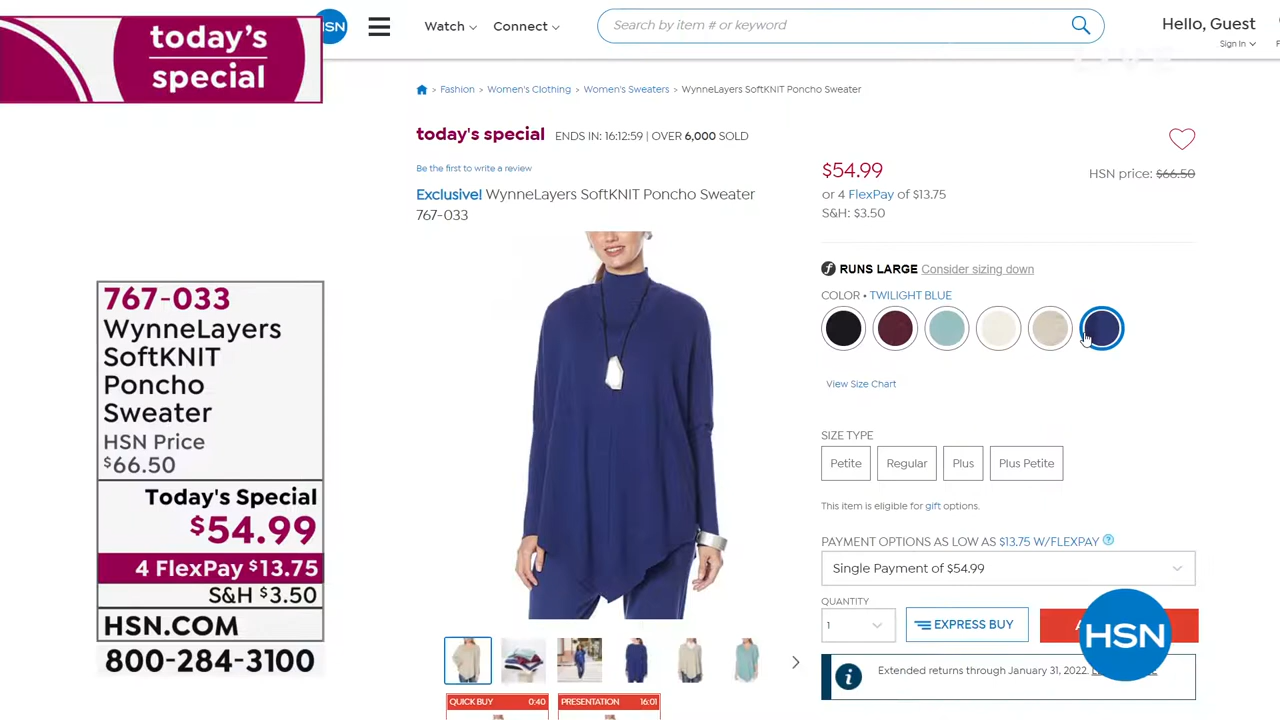 today's
special
HSN
Watch
Connect
Search by item # or keyword
Hello, Guest
Sign In
LIVE
Fashion > Women's Clothing > Women's Sweaters > WynneLayers SoftKNIT Poncho Sweater
today's special ENDS IN: 16:12:59 | OVER 6,000 SOLD
Be the first to write a review
Exclusive! WynneLayers SoftKNIT Poncho Sweater
767-033
$54.99
HSN price: $66.50
or 4 FlexPay of $13.75
S&H: $3.50
RUNS LARGE Consider sizing down
COLOR • TWILIGHT BLUE
View Size Chart
SIZE TYPE
Petite
Regular
Plus
Plus Petite
This item is eligible for gift options.
PAYMENT OPTIONS AS LOW AS $13.75 W/FLEXPAY ?
Single Payment of $54.99
QUANTITY
1
EXPRESS BUY
HSN
Extended returns through January 31, 2022.
QUICK BUY 0:40
PRESENTATION 16:01
767-033
WynneLayers
SoftKNIT
Poncho
Sweater
HSN Price
$66.50
Today's Special
$54.99
4 FlexPay $13.75
S&H $3.50
HSN.COM
800-284-3100